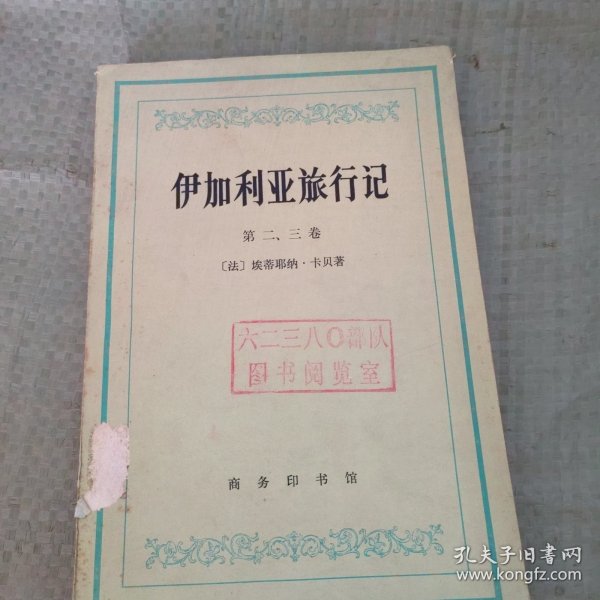 伊加利亚旅行记
第二、三卷
〔法〕埃蒂耶纳·卡贝著
六二三八〇部队
图书阅览室
商务印书馆
孔夫子旧书网
www.kongfz.com